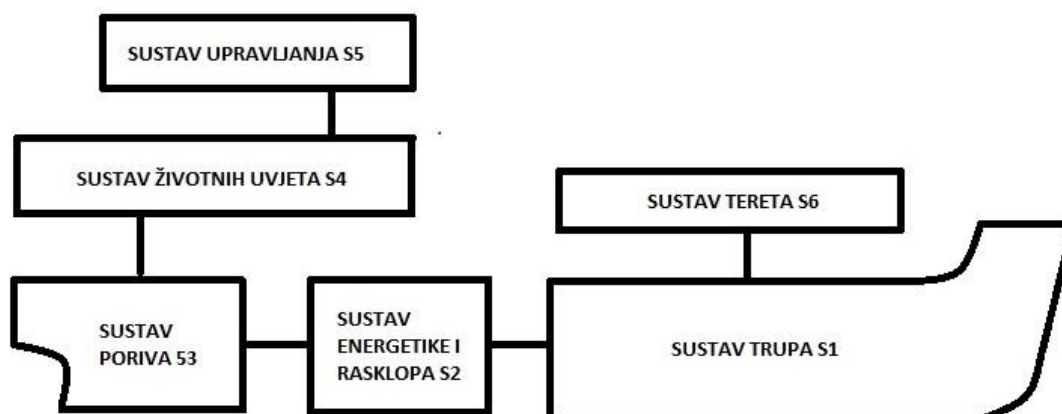 SUSTAV UPRAVLJANJA S5
SUSTAV ŽIVOTNIH UVJETA S4
SUSTAV TERETA S6
SUSTAV
PORIVA 53
SUSTAV
ENERGETIKE I
RASKLOPA S2
SUSTAV TRUPA S1